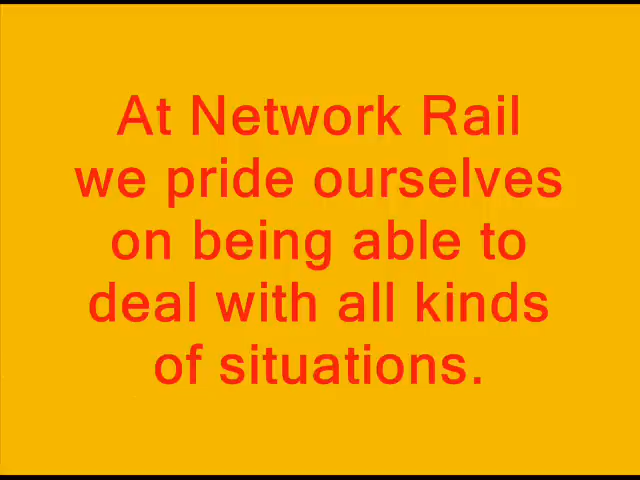 At Network Rail
we pride ourselves
on being able to
deal with all kinds
of situations.